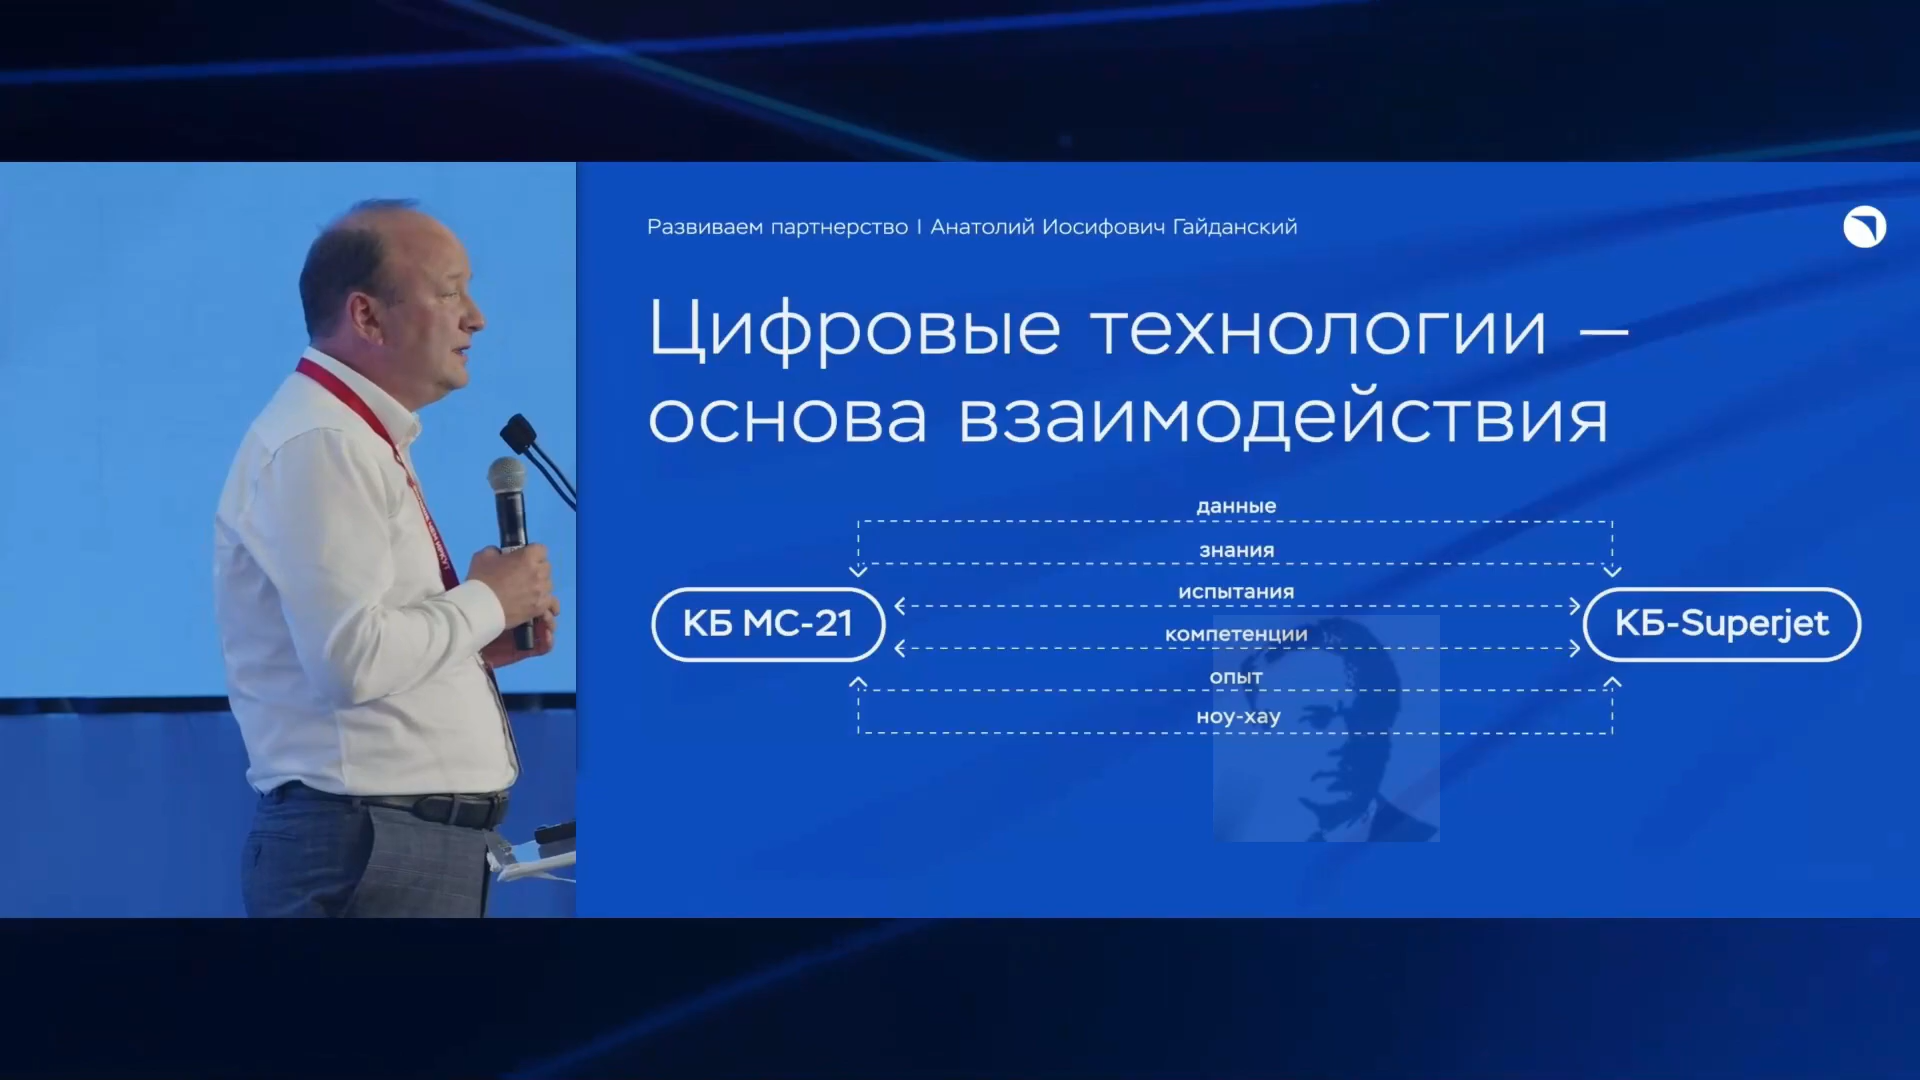 Развиваем партнерство | Анатолий Иосифович Гайданский
Цифровые технологии —
основа взаимодействия
данные
знания
испытания
компетенции
опыт
ноу-хау
КБ МС-21
КБ-Superjet